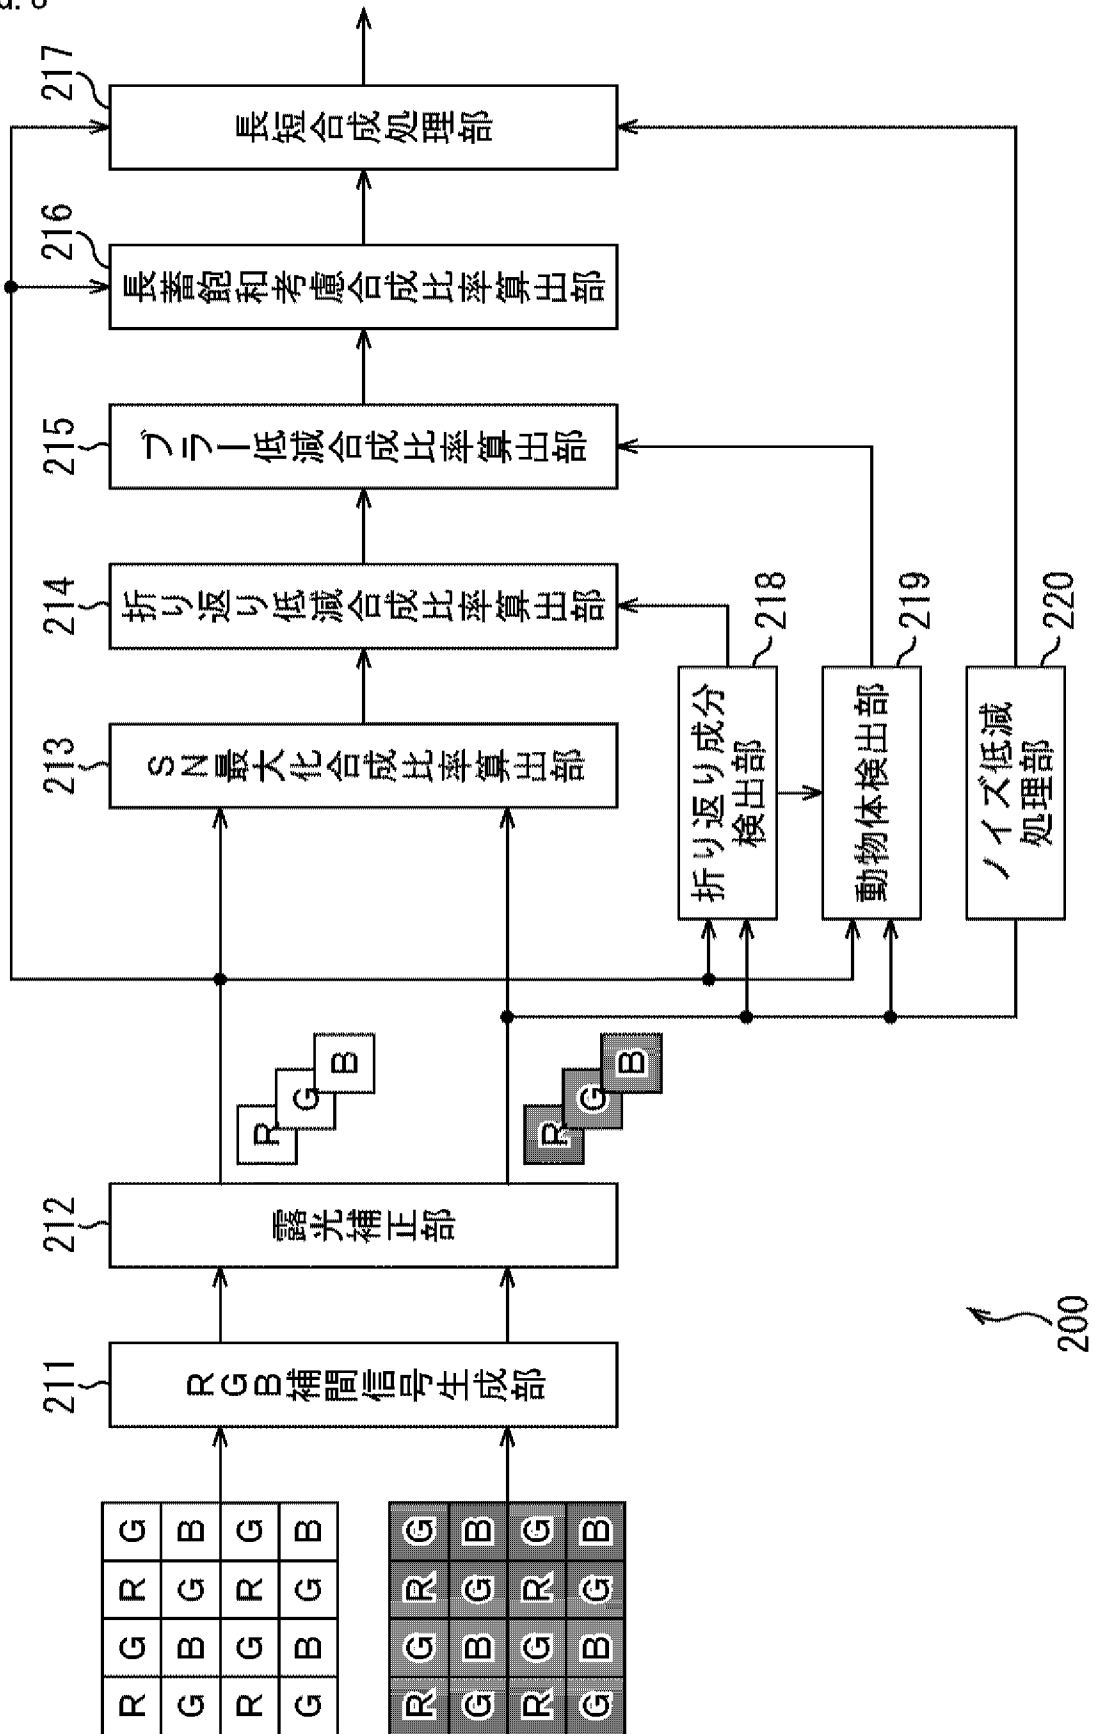 R G R G
G B G B
R G R G
G B G B
R G R G
G B G B
R G R G
G B G B
211
RGB補間信号生成部
212
露光補正部
R
G
B
R
G
B
213
SN最大化合成比率算出部
214
折り返り低減合成比率算出部
215
ブラー低減合成比率算出部
216
長蓄飽和考慮合成比率算出部
217
長短合成処理部
折り返り成分
検出部
218
動物体検出部
219
ノイズ低減
処理部
220
200